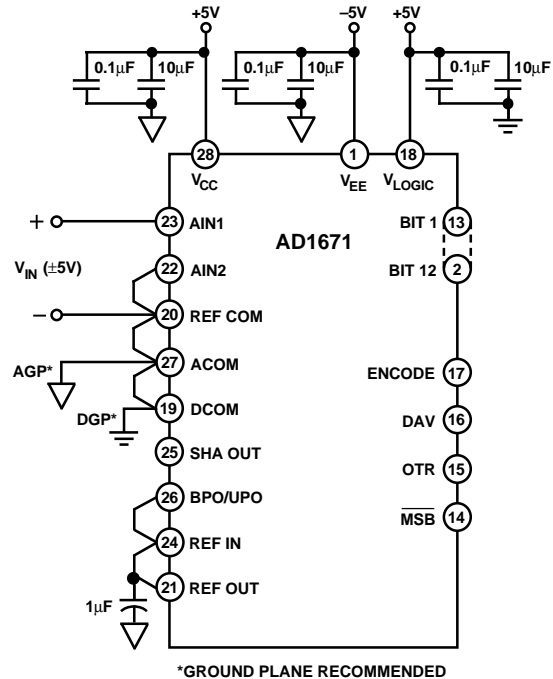 +5V –5V +5V
0.1μF 10μF 0.1μF 10μF 0.1μF 10μF
28 1 18
VCC VEE VLOGIC
AD1671
+ 23 AIN1 BIT 1 13
VIN (±5V) 22 AIN2 BIT 12 2
– 20 REF COM
AGP* 27 ACOM ENCODE 17
DGP* 19 DCOM DAV 16
25 SHA OUT OTR 15
26 BPO/UPO MSB 14
24 REF IN
1μF 21 REF OUT
*GROUND PLANE RECOMMENDED